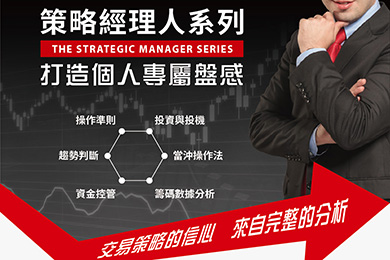 策略經理人系列
THE STRATEGIC MANAGER SERIES
打造個人專屬盤感
操作準則
投資與投機
趨勢判斷
當沖操作法
資金控管
籌碼數據分析
交易策略的信心 來自完整的分析